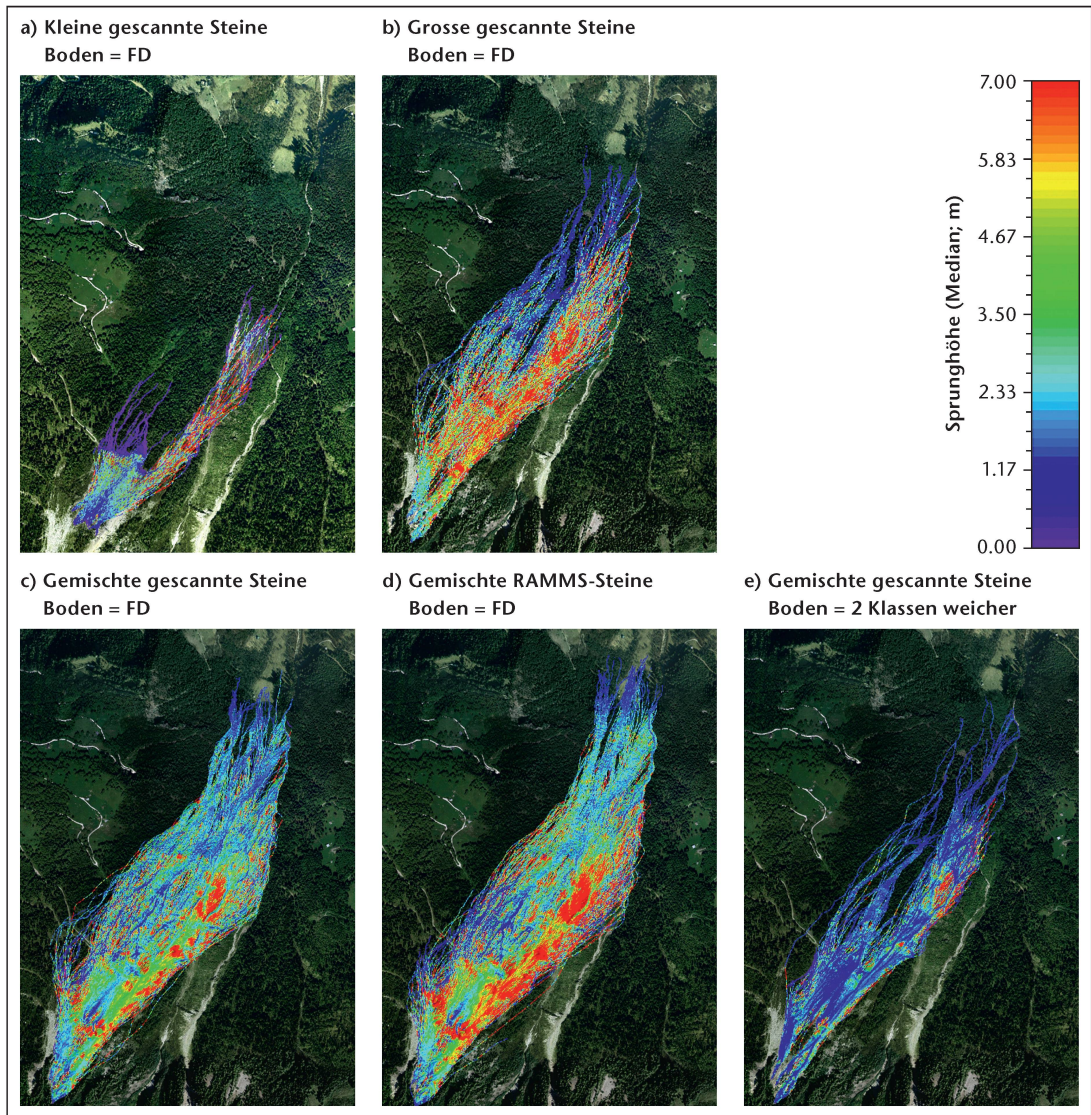 a) Kleine gescannte Steine
Boden = FD
b) Grosse gescannte Steine
Boden = FD
7.00
5.83
4.67
3.50
2.33
1.17
0.00
Sprunghöhe (Median; m)
c) Gemischte gescannte Steine
Boden = FD
d) Gemischte RAMMS-Steine
Boden = FD
e) Gemischte gescannte Steine
Boden = 2 Klassen weicher